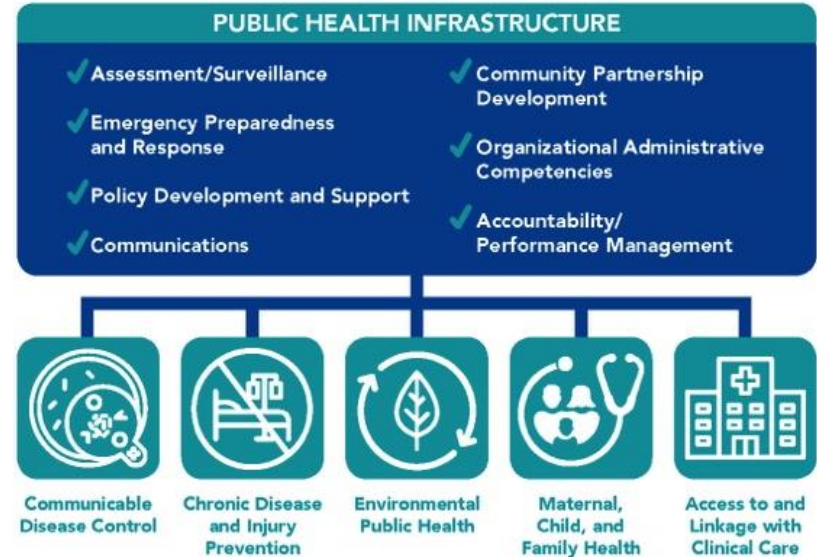 PUBLIC HEALTH INFRASTRUCTURE
Assessment/Surveillance
Emergency Preparedness
and Response
Policy Development and Support
Communications
Community Partnership
Development
Organizational Administrative
Competencies
Accountability/
Performance Management
Communicable
Disease Control
Chronic Disease
and Injury
Prevention
Environmental
Public Health
Maternal,
Child, and
Family Health
Access to and
Linkage with
Clinical Care